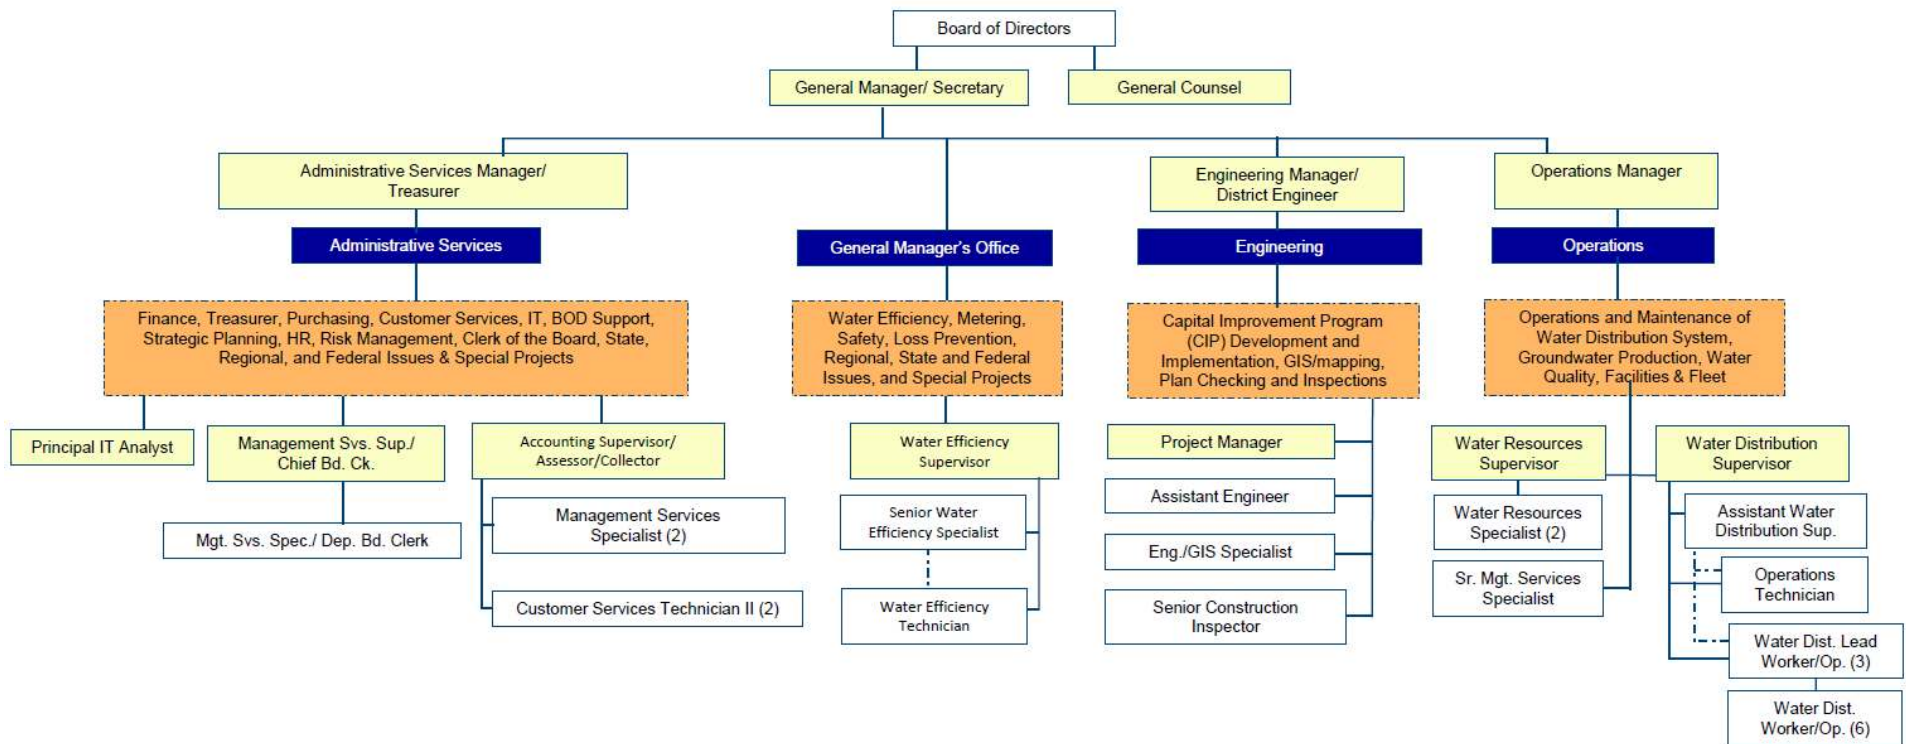 Board of Directors
General Manager/ Secretary
General Counsel
Administrative Services Manager/
Treasurer
Engineering Manager/
District Engineer
Operations Manager
Administrative Services
General Manager's Office
Engineering
Operations
Finance, Treasurer, Purchasing, Customer Services, IT, BOD Support,
Strategic Planning, HR, Risk Management, Clerk of the Board, State,
Regional, and Federal Issues & Special Projects
Water Efficiency, Metering,
Safety, Loss Prevention,
Regional, State and Federal
Issues, and Special Projects
Capital Improvement Program
(CIP) Development and
Implementation, GIS/mapping,
Plan Checking and Inspections
Operations and Maintenance of
Water Distribution System,
Groundwater Production, Water
Quality, Facilities & Fleet
Principal IT Analyst
Management Svs. Sup./
Chief Bd. Ck.
Mgt. Svs. Spec./ Dep. Bd. Clerk
Accounting Supervisor/
Assessor/Collector
Management Services
Specialist (2)
Customer Services Technician II (2)
Water Efficiency
Supervisor
Senior Water
Efficiency Specialist
Water Efficiency
Technician
Project Manager
Assistant Engineer
Eng./GIS Specialist
Senior Construction
Inspector
Water Resources
Supervisor
Water Resources
Specialist (2)
Sr. Mgt. Services
Specialist
Water Distribution
Supervisor
Assistant Water
Distribution Sup.
Operations
Technician
Water Dist. Lead
Worker/Op. (3)
Water Dist.
Worker/Op. (6)